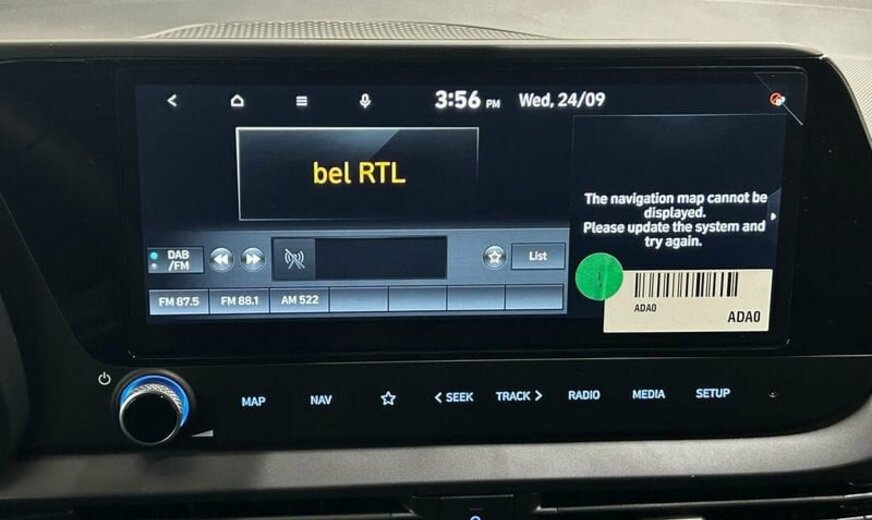 3:56 PM Wed, 24/09
bel RTL
The navigation map cannot be
displayed.
Please update the system and
try again.
DAB
/FM
List
FM 87.5 FM 88.1 AM 522
ADA0
ADA0
MAP NAV < SEEK TRACK > RADIO MEDIA SETUP